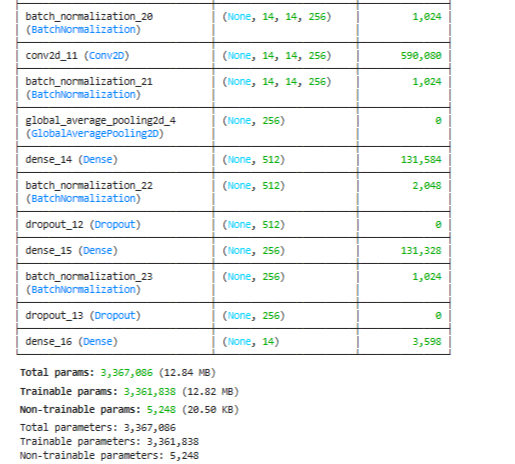 batch_normalization_20 (None, 14, 14, 256) 1,024
(BatchNormalization)
conv2d_11 (Conv2D) (None, 14, 14, 256) 590,080
batch_normalization_21 (None, 14, 14, 256) 1,024
(BatchNormalization)
global_average_pooling2d_4 (None, 256) 0
(GlobalAveragePooling2D)
dense_14 (Dense) (None, 512) 131,584
batch_normalization_22 (None, 512) 2,048
(BatchNormalization)
dropout_12 (Dropout) (None, 512) 0
dense_15 (Dense) (None, 256) 131,328
batch_normalization_23 (None, 256) 1,024
(BatchNormalization)
dropout_13 (Dropout) (None, 256) 0
dense_16 (Dense) (None, 14) 3,598
Total params: 3,367,086 (12.84 MB)
Trainable params: 3,361,838 (12.82 MB)
Non-trainable params: 5,248 (20.50 KB)
Total parameters: 3,367,086
Trainable parameters: 3,361,838
Non-trainable parameters: 5,248